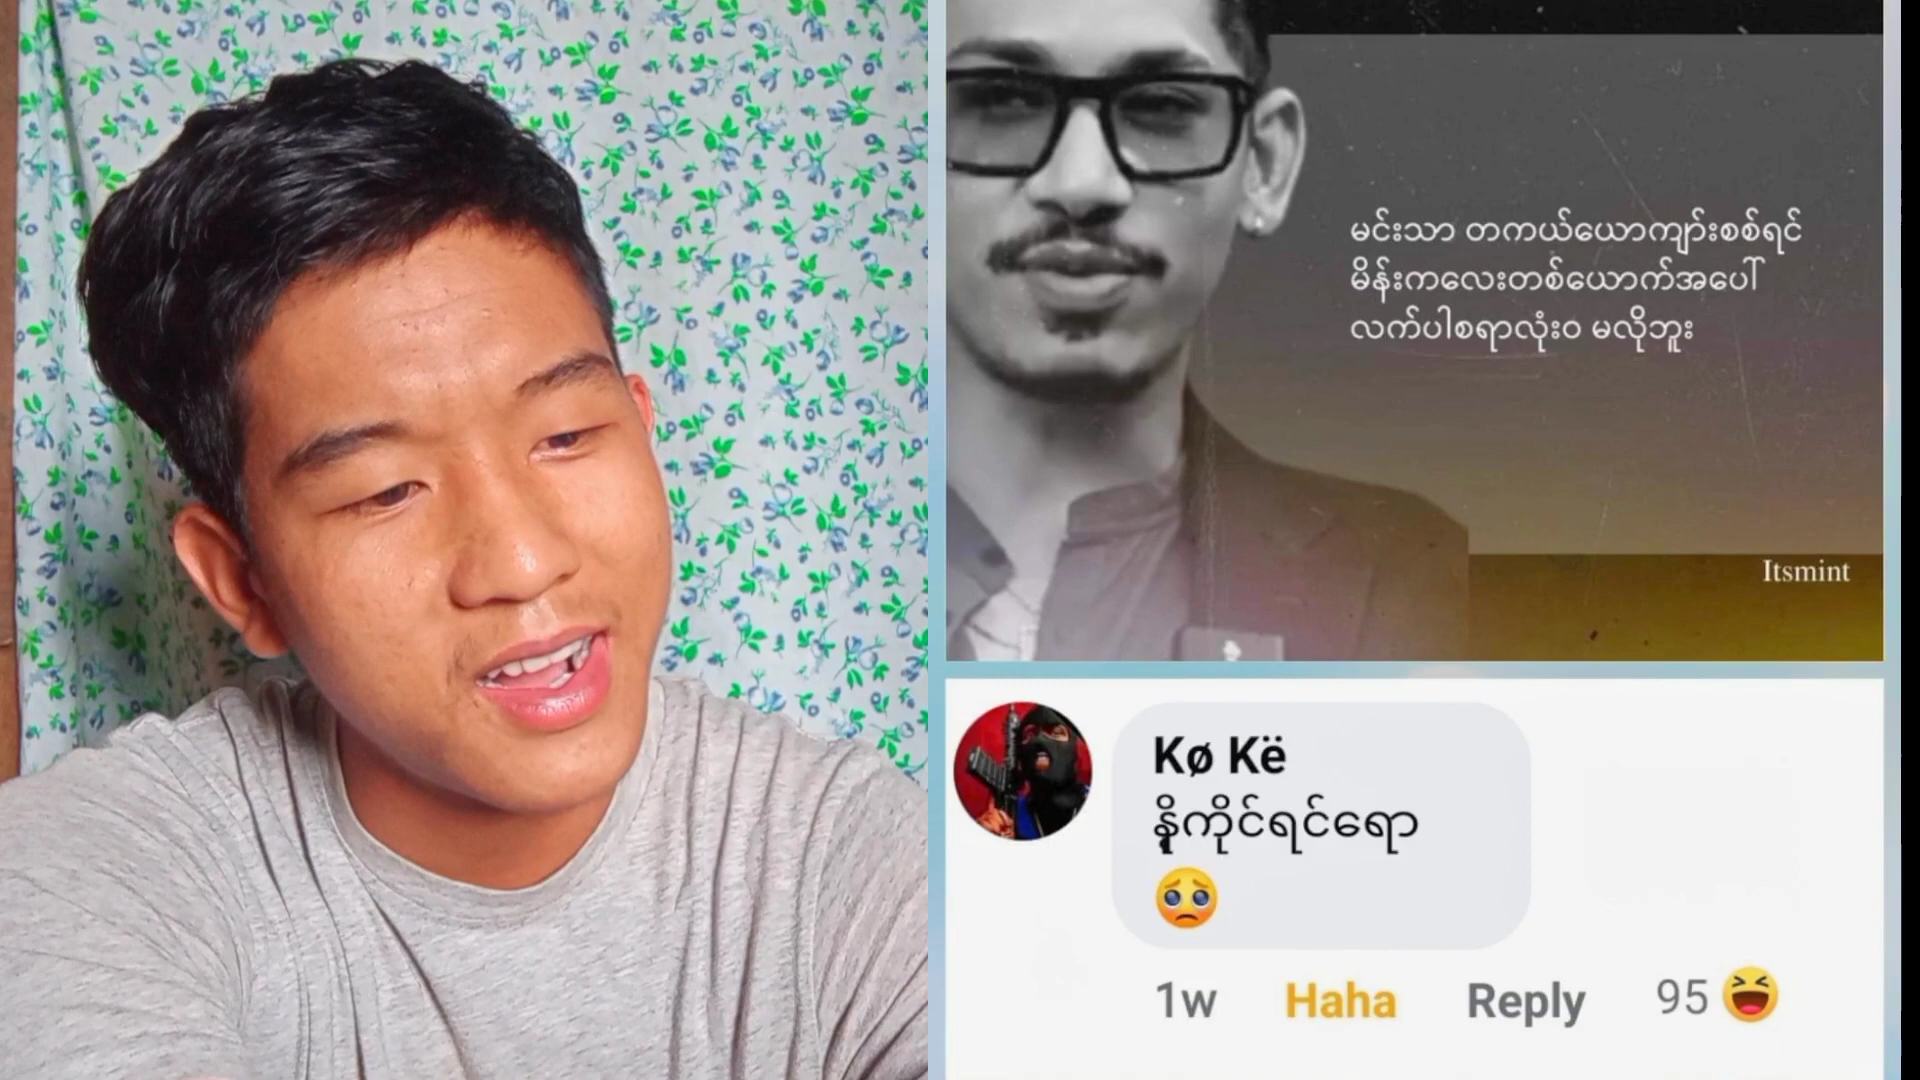 မင်းသာ တကယ်ယောကျာ်းစစ်ရင်
မိန်းကလေးတစ်ယောက်အပေါ်
လက်ပါစရာလုံးဝ မလိုဘူး
Itsmint
Kø Kë
နို့ကိုင်ရင်ရော
🥺
1w Haha Reply 95 😆